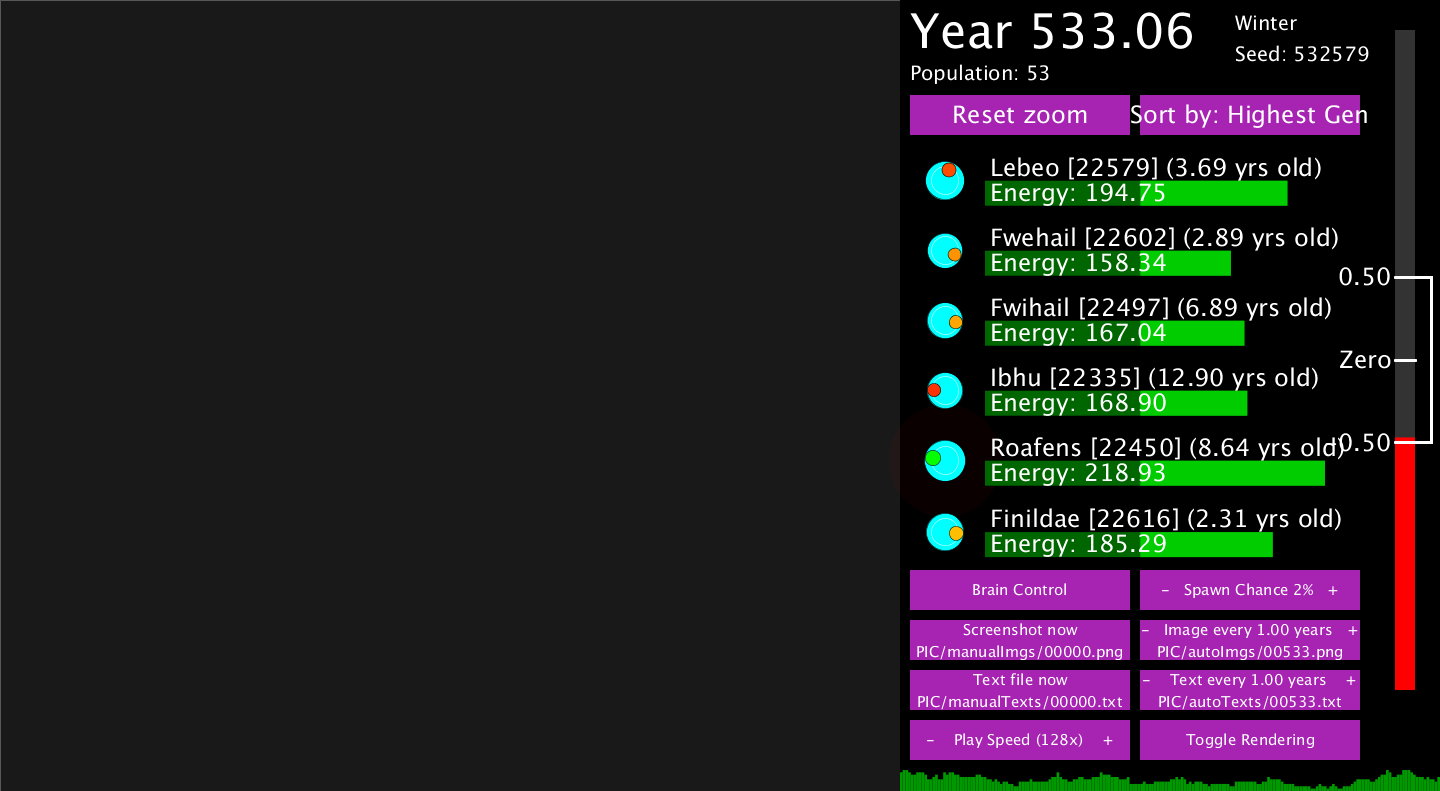 Year 533.06
Winter
Seed: 532579
Population: 53
Reset zoom
Sort by: Highest Gen
Lebeo [22579] (3.69 yrs old)
Energy: 194.75
Fwehail [22602] (2.89 yrs old)
Energy: 158.34
Fwihail [22497] (6.89 yrs old)
Energy: 167.04
Ibhu [22335] (12.90 yrs old)
Energy: 168.90
Roafens [22450] (8.64 yrs old)
Energy: 218.93
Finildae [22616] (2.31 yrs old)
Energy: 185.29
0.50
Zero
-0.50
Brain Control
- Spawn Chance 2% +
Screenshot now
PIC/manualImgs/00000.png
- Image every 1.00 years +
PIC/autoImgs/00533.png
Text file now
PIC/manualTexts/00000.txt
- Text every 1.00 years +
PIC/autoTexts/00533.txt
- Play Speed (128x) +
Toggle Rendering